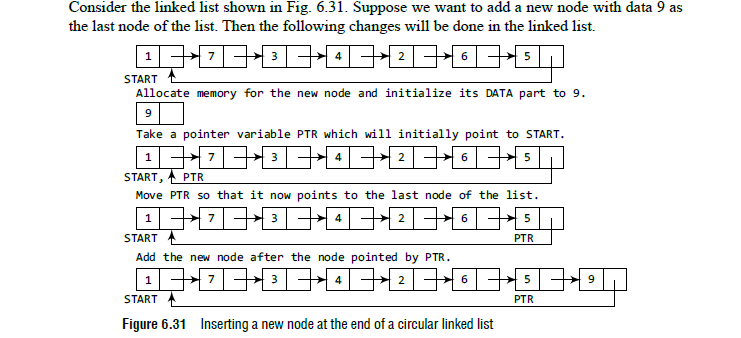 Consider the linked list shown in Fig. 6.31. Suppose we want to add a new node with data 9 as
the last node of the list. Then the following changes will be done in the linked list.
1 7 3 4 2 6 5
START
Allocate memory for the new node and initialize its DATA part to 9.
9
Take a pointer variable PTR which will initially point to START.
1 7 3 4 2 6 5
START, PTR
Move PTR so that it now points to the last node of the list.
1 7 3 4 2 6 5
START PTR
Add the new node after the node pointed by PTR.
1 7 3 4 2 6 5 9
START PTR
Figure 6.31 Inserting a new node at the end of a circular linked list